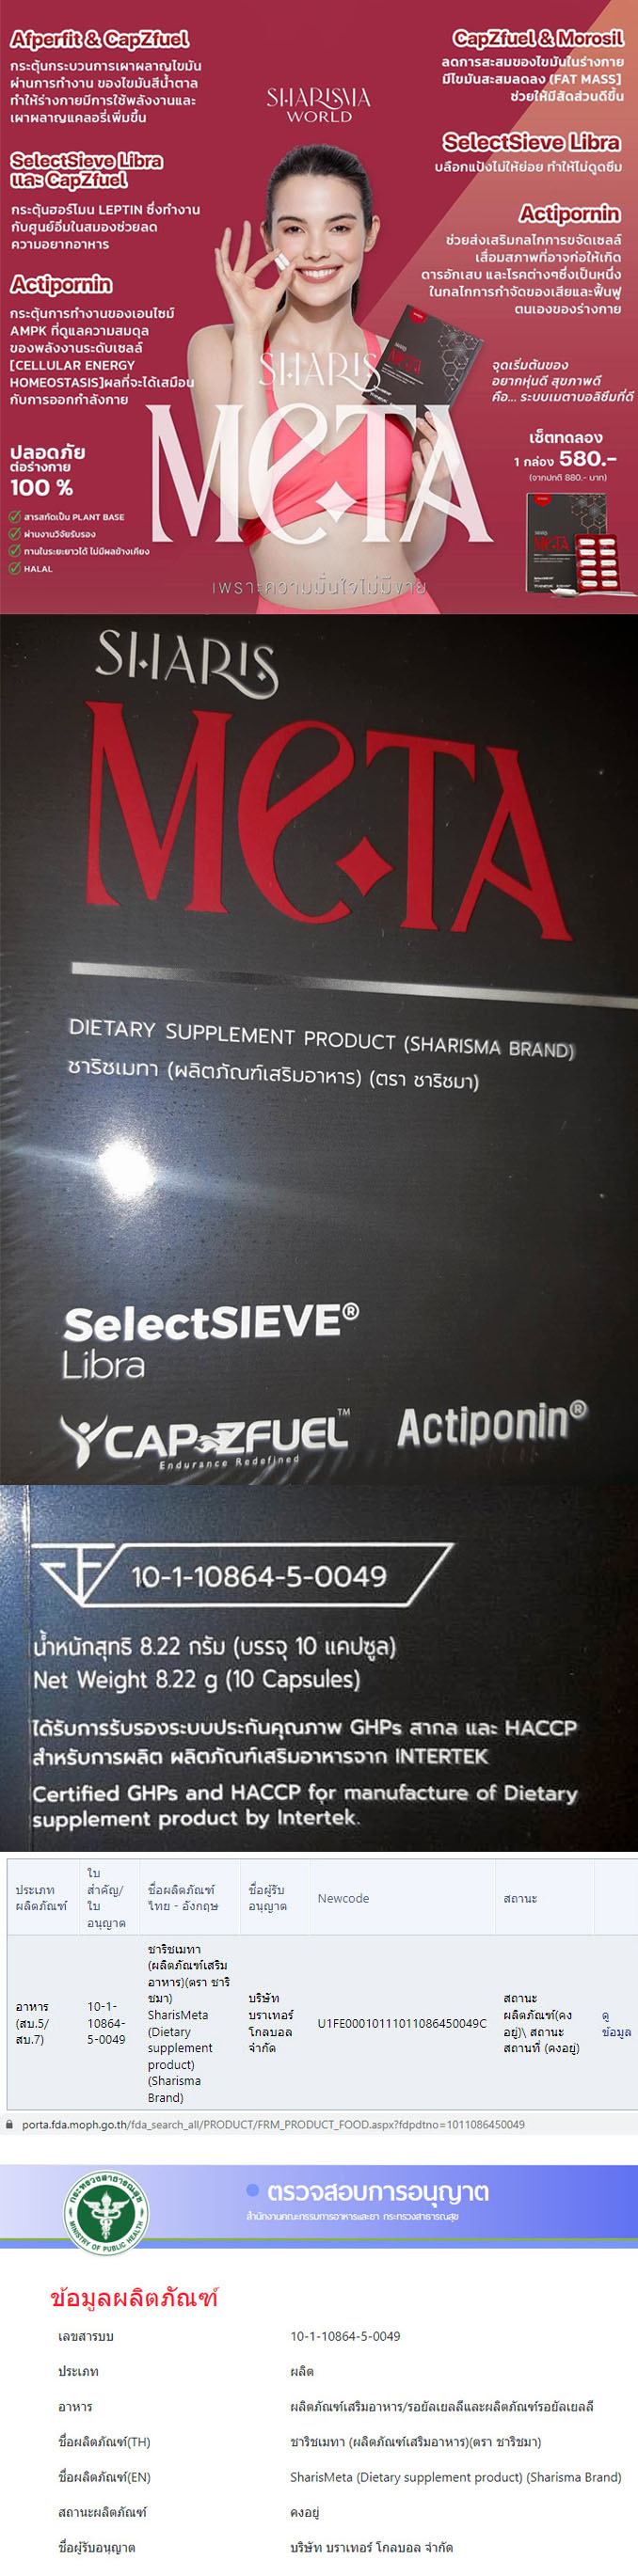 Afperfit & CapZfuel
กระตุ้นกระบวนการเผาผลาญไขมัน
ผ่านการทำงาน ของไขมันสีน้ำตาล
ทำให้ร่างกายมีการใช้พลังงานและ
เผาผลาญแคลอรี่เพิ่มขึ้น
SelectSieve Libra
และ CapZfuel
กระตุ้นฮอร์โมน LEPTIN ซึ่งทำงาน
กับศูนย์อิ่มในสมองช่วยลด
ความอยากอาหาร
Actipornin
กระตุ้นการทำงานของเอนไซม์
AMPK ที่ดูแลความสมดุล
ของพลังงานระดับเซลล์
[CELLULAR ENERGY
HOMEOSTASIS]ผลที่จะได้เสมือน
กับการออกกำลังกาย
ปลอดภัย
ต่อร่างกาย
100 %
สารสกัดเป็น PLANT BASE
ผ่านงานวิจัยรับรอง
ทานในระยะยาวได้ ไม่มีผลข้างเคียง
HALAL
SHARISMA
WORLD
CapZfuel & Morosil
ลดการสะสมของไขมันในร่างกาย
มีไขมันสะสมลดลง (FAT MASS]
ช่วยให้มีสัดส่วนดีขึ้น
SelectSieve Libra
บล็อกแป้งไม่ให้ย่อย ทำให้ไม่ดูดซึม
Actipornin
ช่วยส่งเสริมกลไกการขจัดเซลล์
เสื่อมสภาพที่อาจก่อให้เกิด
การอักเสบ และโรคต่างๆซึ่งเป็นหนึ่ง
ในกลไกการกำจัดของเสียและฟื้นฟู
ตนเองของร่างกาย
จุดเริ่มต้นของ
อยากหุ่นดี สุขภาพดี
คือ... ระบบเมตาบอลิซึมที่ดี
SHARIS
META
เพราะความมั่นใจไม่มีขาย
เซ็ตทดลอง
1 กล่อง 580.-
(จากปกติ 880.- บาท)
SHARIS
META
DIETARY SUPPLEMENT PRODUCT (SHARISMA BRAND)
ชาริชเมทา (ผลิตภัณฑ์เสริมอาหาร) (ตรา ชาริชมา)
SelectSIEVE®
Libra
CAPZFUEL™
Endurance Redefined
Actiponin®
10-1-10864-5-0049
น้ำหนักสุทธิ 8.22 กรัม (บรรจุ 10 แคปซูล)
Net Weight 8.22 g (10 Capsules)
ได้รับการรับรองระบบประกันคุณภาพ GHPs สากล และ HACCP
สำหรับการผลิต ผลิตภัณฑ์เสริมอาหารจาก INTERTEK
Certified GHPs and HACCP for manufacture of Dietary
supplement product by Intertek.
ประเภท
ผลิตภัณฑ์
ใบ
สำคัญ/
ใบ
อนุญาต
ชื่อผลิตภัณฑ์
ไทย - อังกฤษ
ชื่อผู้รับ
อนุญาต
Newcode
สถานะ
อาหาร
(สบ.5/
สบ.7)
10-1-
10864-
5-0049
ชาริชเมทา
(ผลิตภัณฑ์เสริม
อาหาร)(ตรา ชาริ
ชมา)
SharisMeta
(Dietary
supplement
product)
(Sharisma
Brand)
บริษัท
บราเทอร์
โกลบอล
จำกัด
U1FE00010111011086450049C
สถานะ
ผลิตภัณฑ์(คง
อยู่)\ สถานะ
สถานที่ (คงอยู่)
ดู
ข้อมูล
porta.fda.moph.go.th/fda_search_all/PRODUCT/FRM_PRODUCT_FOOD.aspx?fdpdtno=1011086450049
กระทรวงสาธารณสุข
MINISTRY OF PUBLIC HEALTH
ตรวจสอบการอนุญาต
สำนักงานคณะกรรมการอาหารและยา กระทรวงสาธารณสุข
ข้อมูลผลิตภัณฑ์
เลขสารบบ 10-1-10864-5-0049
ประเภท ผลิต
อาหาร ผลิตภัณฑ์เสริมอาหาร/รอยัลเยลลีและผลิตภัณฑ์รอยัลเยลลี
ชื่อผลิตภัณฑ์(TH) ชาริชเมทา (ผลิตภัณฑ์เสริมอาหาร)(ตรา ชาริชมา)
ชื่อผลิตภัณฑ์(EN) SharisMeta (Dietary supplement product) (Sharisma Brand)
สถานะผลิตภัณฑ์ คงอยู่
ชื่อผู้รับอนุญาต บริษัท บราเทอร์ โกลบอล จำกัด